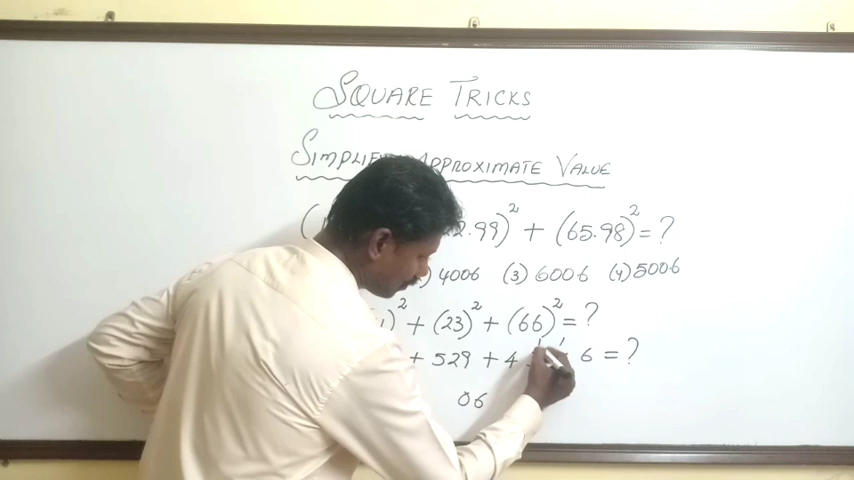 SQUARE TRICKS
APPROXIMATE VALUE
2.99)² + (65.98)² = ?
4006 (3) 6006 (4) 5006
)² + (23)² + (66)² = ?
+ 529 + 4 6 = ?
06